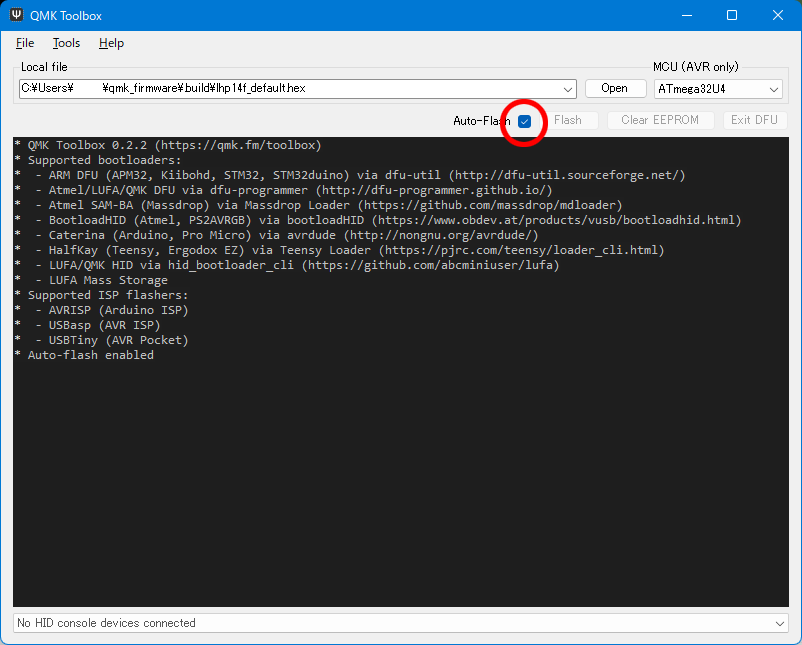 QMK Toolbox
File Tools Help
Local file MCU (AVR only)
C:¥Users¥ ¥qmk_firmware¥.build¥lhp14f_default.hex Open ATmega32U4
Auto-Flash Flash Clear EEPROM Exit DFU
* QMK Toolbox 0.2.2 (https://qmk.fm/toolbox)
* Supported bootloaders:
*  - ARM DFU (APM32, Kiibohd, STM32, STM32duino) via dfu-util (http://dfu-util.sourceforge.net/)
*  - Atmel/LUFA/QMK DFU via dfu-programmer (http://dfu-programmer.github.io/)
*  - Atmel SAM-BA (Massdrop) via Massdrop Loader (https://github.com/massdrop/mdloader)
*  - BootloadHID (Atmel, PS2AVRGB) via bootloadHID (https://www.obdev.at/products/vusb/bootloadhid.html)
*  - Caterina (Arduino, Pro Micro) via avrdude (http://nongnu.org/avrdude/)
*  - HalfKay (Teensy, Ergodox EZ) via Teensy Loader (https://pjrc.com/teensy/loader_cli.html)
*  - LUFA/QMK HID via hid_bootloader_cli (https://github.com/abcminiuser/lufa)
*  - LUFA Mass Storage
* Supported ISP flashers:
*  - AVRISP (Arduino ISP)
*  - USBasp (AVR ISP)
*  - USBTiny (AVR Pocket)
* Auto-flash enabled
No HID console devices connected